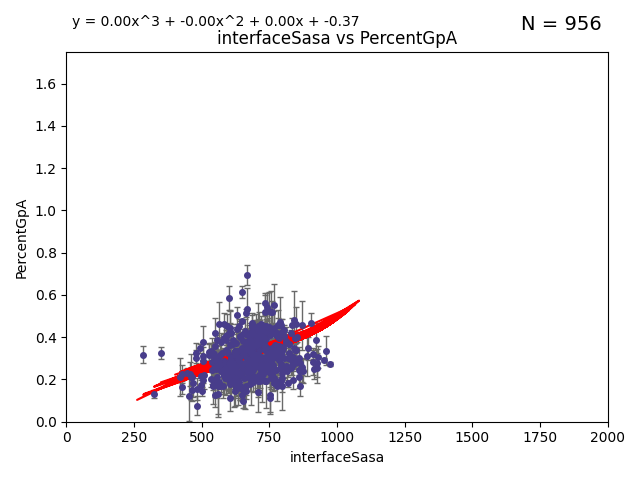 y = 0.00x^3 + -0.00x^2 + 0.00x + -0.37
N = 956
interfaceSasa vs PercentGpA
PercentGpA
1.6
1.4
1.2
1.0
0.8
0.6
0.4
0.2
0.0
0 250 500 750 1000 1250 1500 1750 2000
interfaceSasa